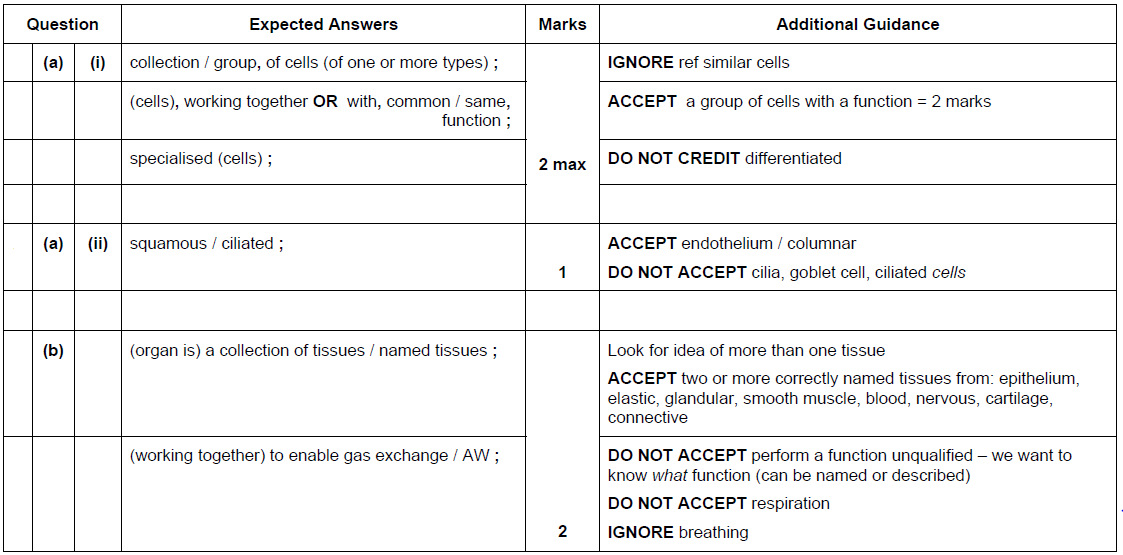 Question Expected Answers Marks Additional Guidance
(a) (i) collection / group, of cells (of one or more types) ; IGNORE ref similar cells
(cells), working together OR with, common / same, ACCEPT a group of cells with a function = 2 marks
function ;
specialised (cells) ; 2 max DO NOT CREDIT differentiated
(a) (ii) squamous / ciliated ; ACCEPT endothelium / columnar
1 DO NOT ACCEPT cilia, goblet cell, ciliated cells
(b) (organ is) a collection of tissues / named tissues ; Look for idea of more than one tissue
ACCEPT two or more correctly named tissues from: epithelium,
elastic, glandular, smooth muscle, blood, nervous, cartilage,
connective
(working together) to enable gas exchange / AW ; DO NOT ACCEPT perform a function unqualified – we want to
know what function (can be named or described)
DO NOT ACCEPT respiration
2 IGNORE breathing